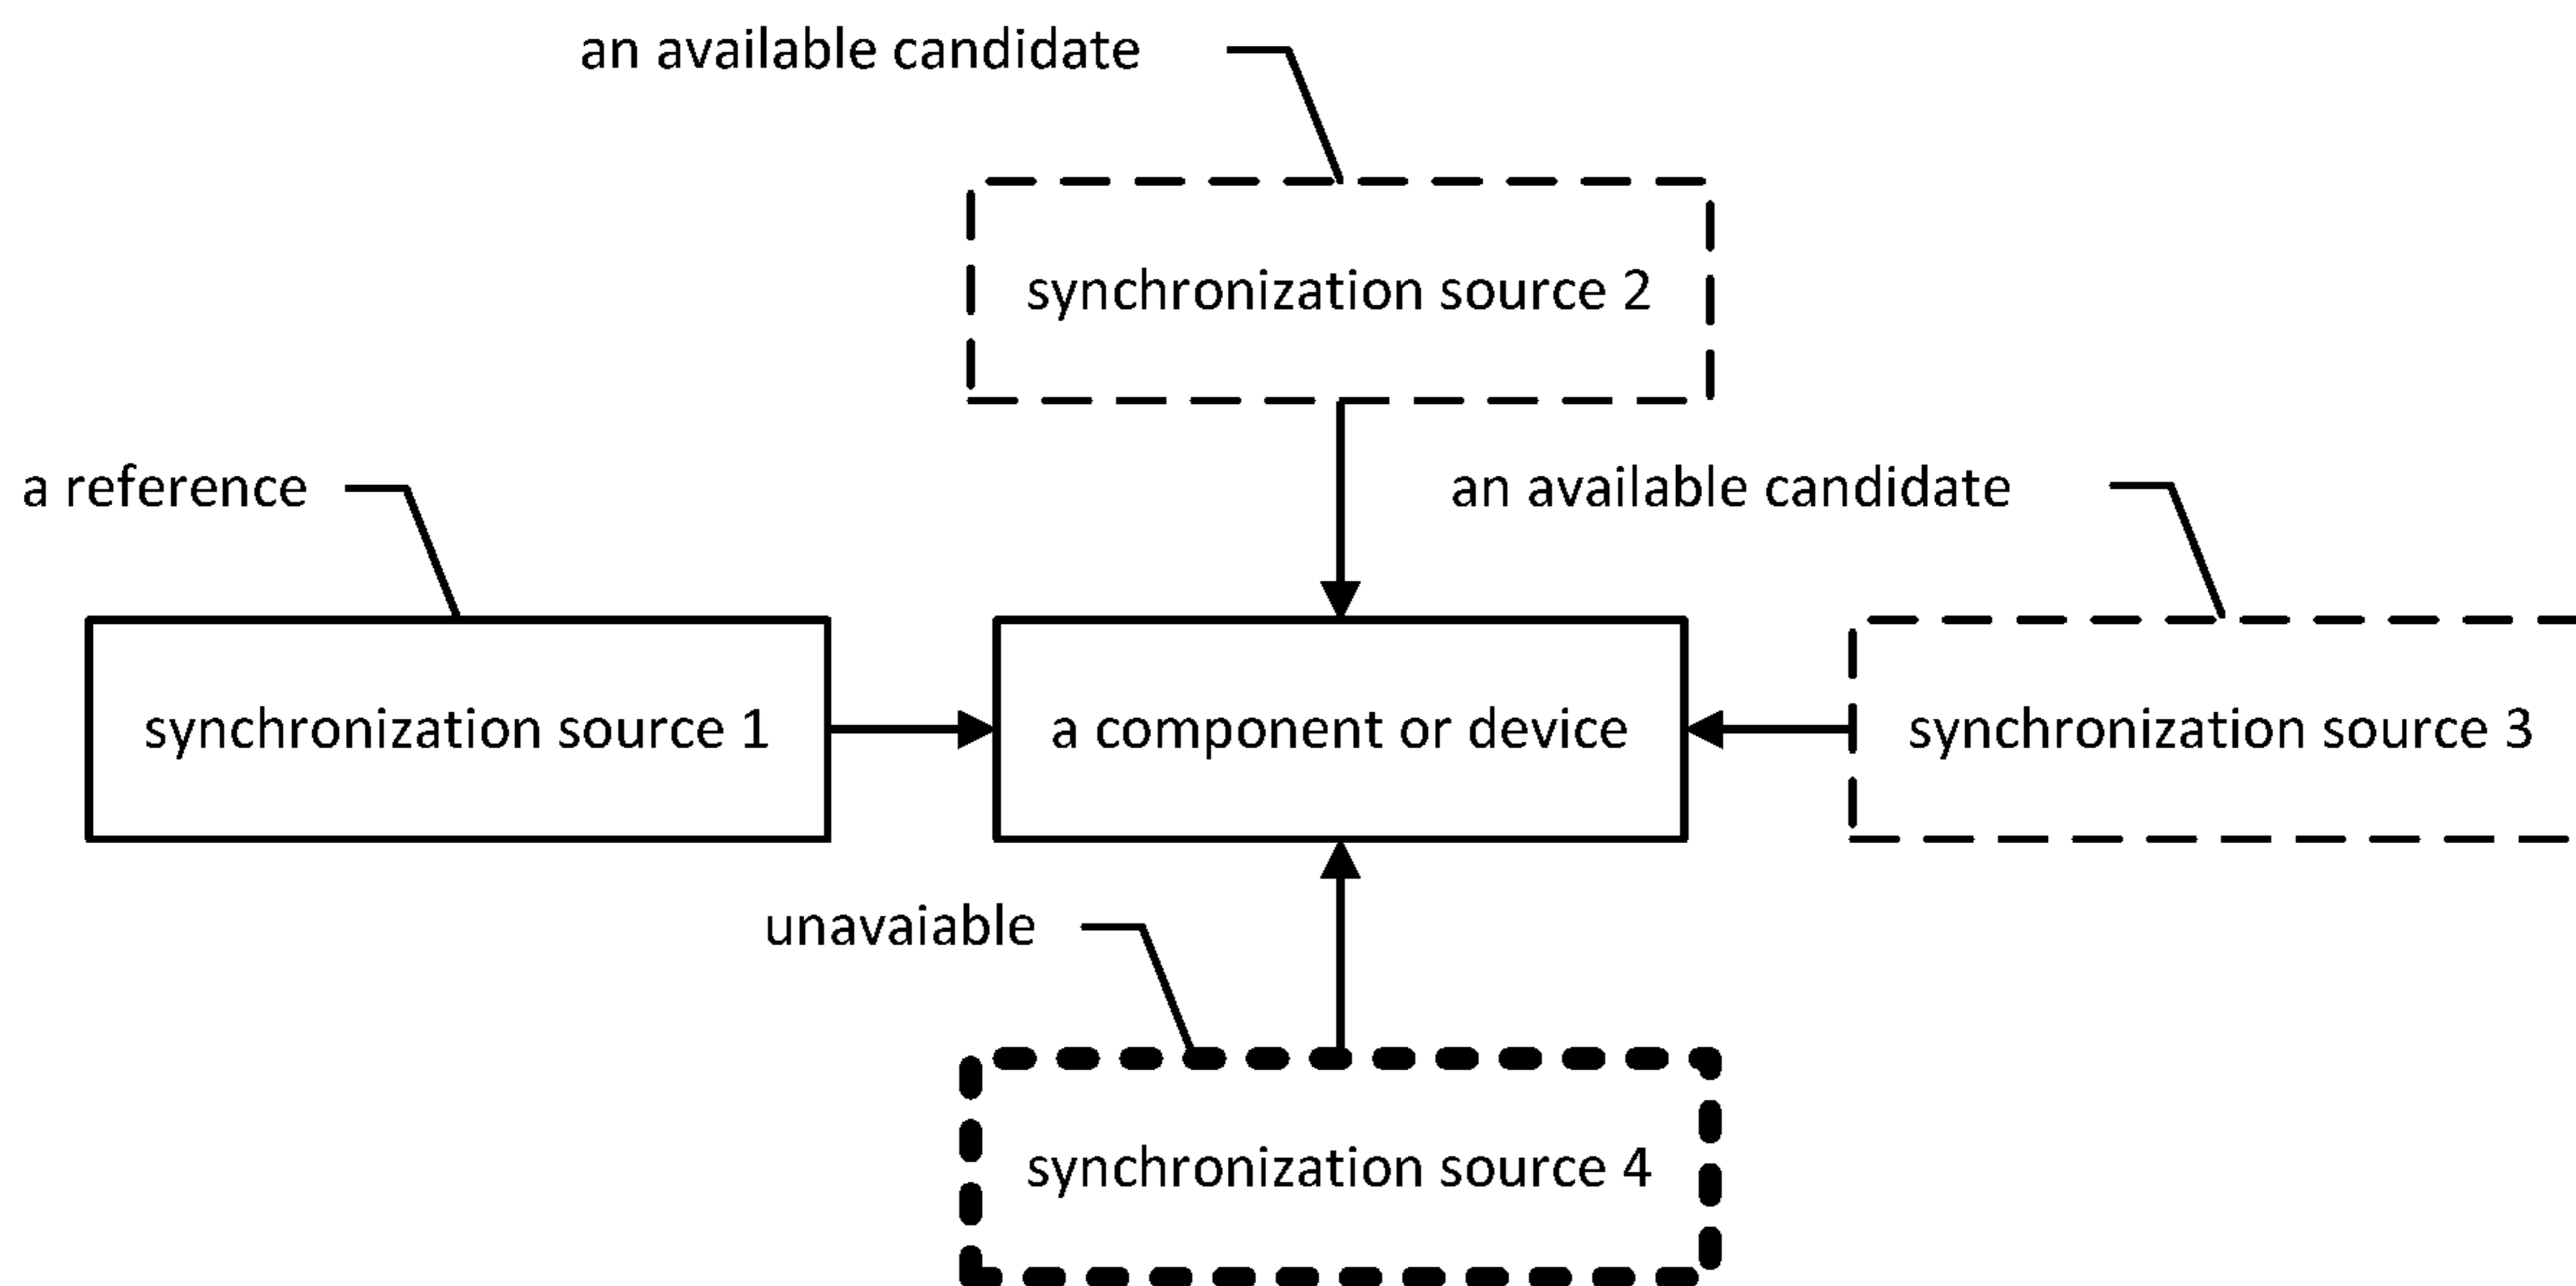 an available candidate
synchronization source 2
a reference
an available candidate
synchronization source 1
a component or device
synchronization source 3
unavaiable
synchronization source 4